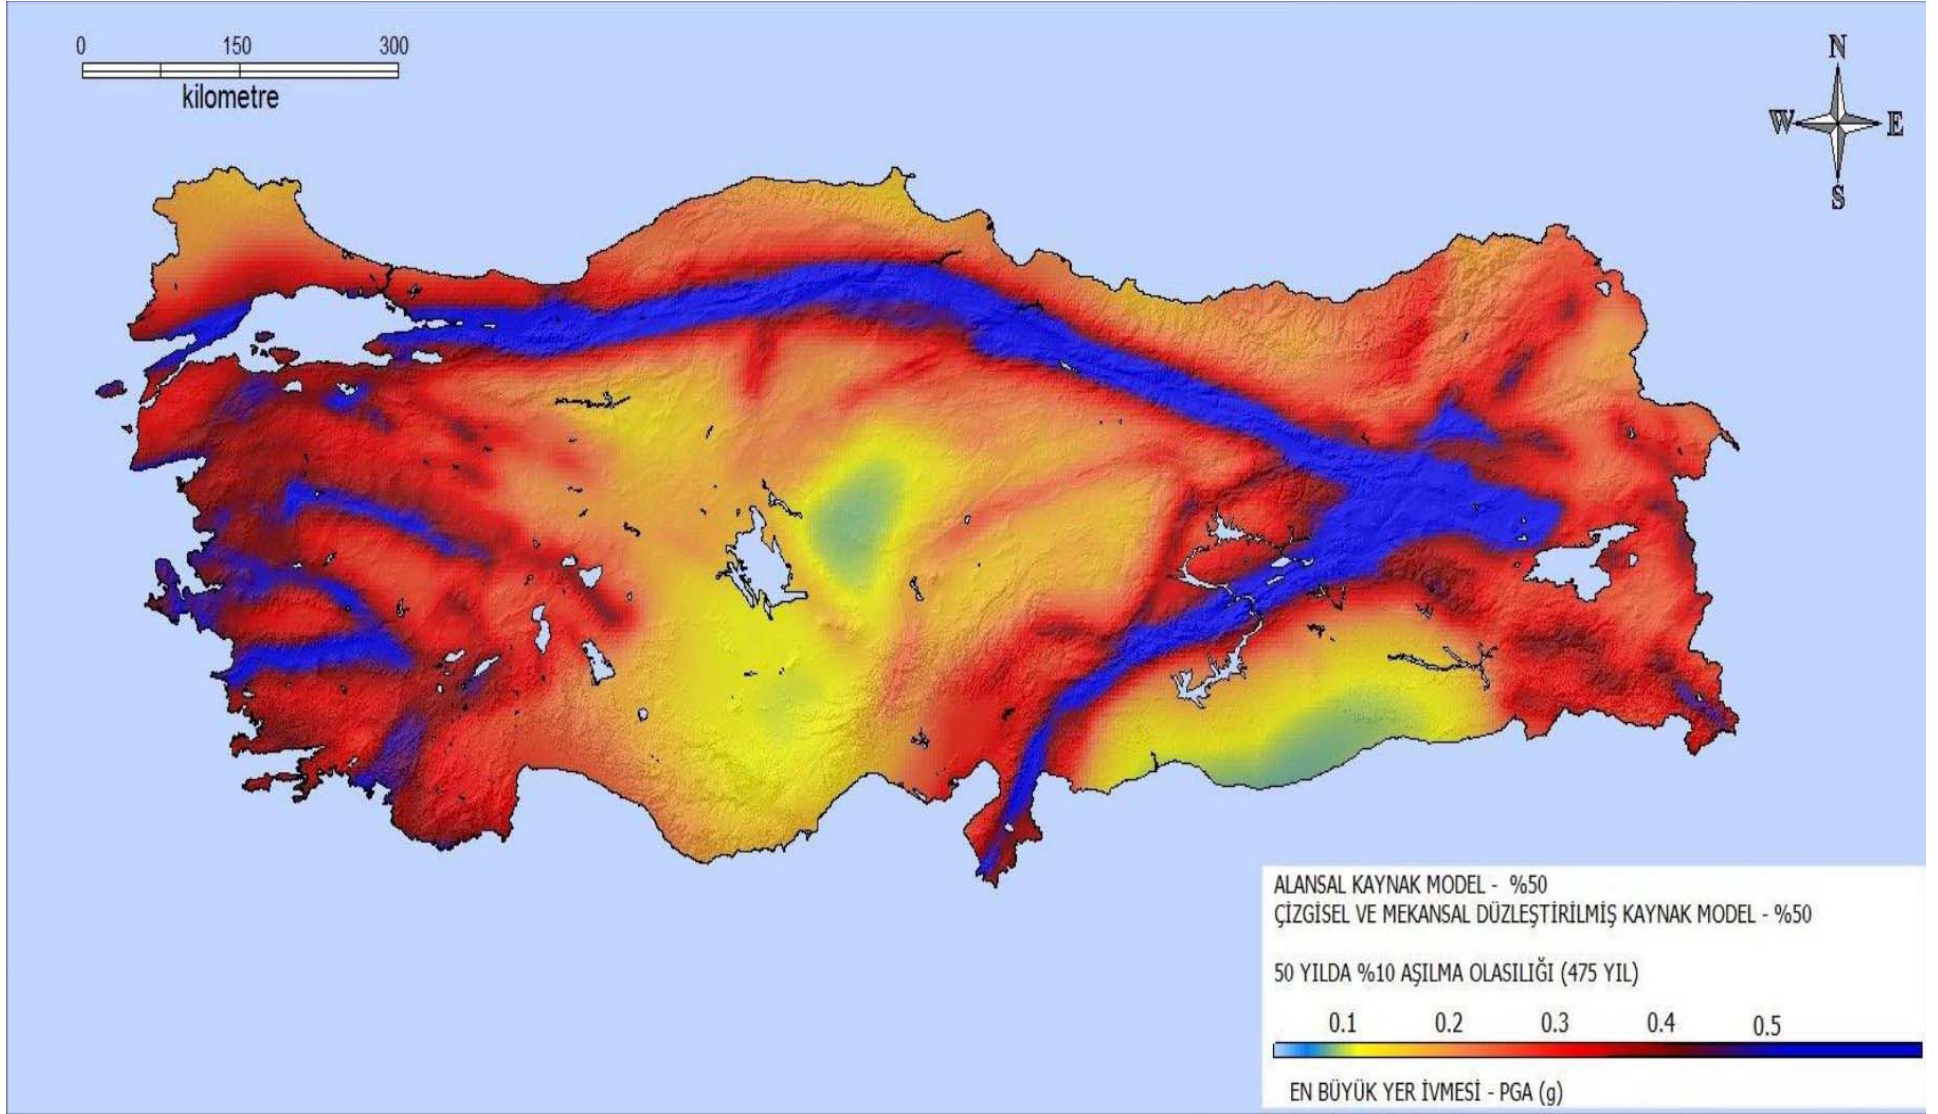 0 150 300
kilometre
N
W E
S
ALANSAL KAYNAK MODEL - %50
ÇİZGİSEL VE MEKANSAL DÜZLEŞTİRİLMİŞ KAYNAK MODEL - %50
50 YILDA %10 AŞILMA OLASILIĞI (475 YIL)
0.1 0.2 0.3 0.4 0.5
EN BÜYÜK YER İVMESİ - PGA (g)